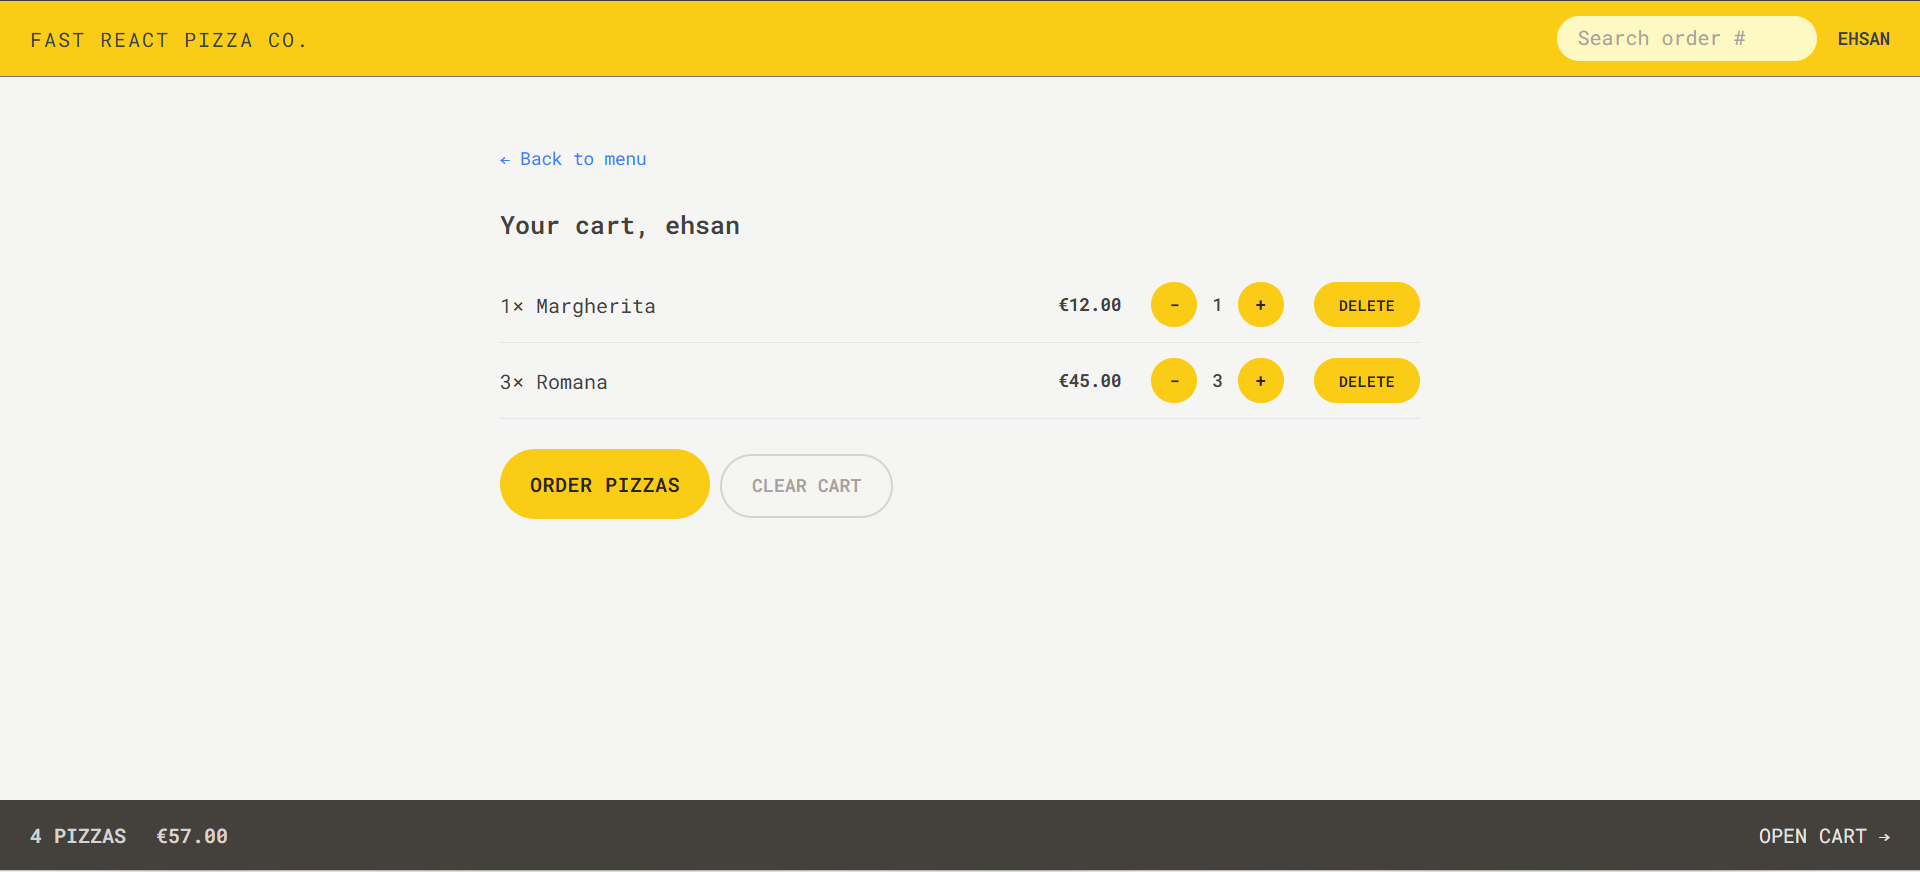 FAST REACT PIZZA CO. Search order # EHSAN
← Back to menu
Your cart, ehsan
1× Margherita €12.00 - 1 + DELETE
3× Romana €45.00 - 3 + DELETE
ORDER PIZZAS CLEAR CART
4 PIZZAS €57.00 OPEN CART →